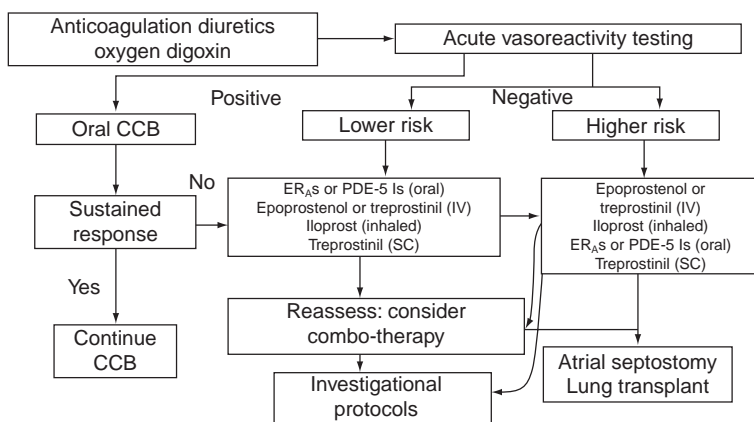 Anticoagulation diuretics
oxygen digoxin
Acute vasoreactivity testing
Positive
Negative
Oral CCB
Lower risk
Higher risk
No
Sustained
response
ERAs or PDE-5 Is (oral)
Epoprostenol or treprostinil (IV)
Iloprost (inhaled)
Treprostinil (SC)
Epoprostenol or
treprostinil (IV)
Iloprost (inhaled)
ERAs or PDE-5 Is (oral)
Treprostinil (SC)
Yes
Reassess: consider
combo-therapy
Continue
CCB
Atrial septostomy
Lung transplant
Investigational
protocols